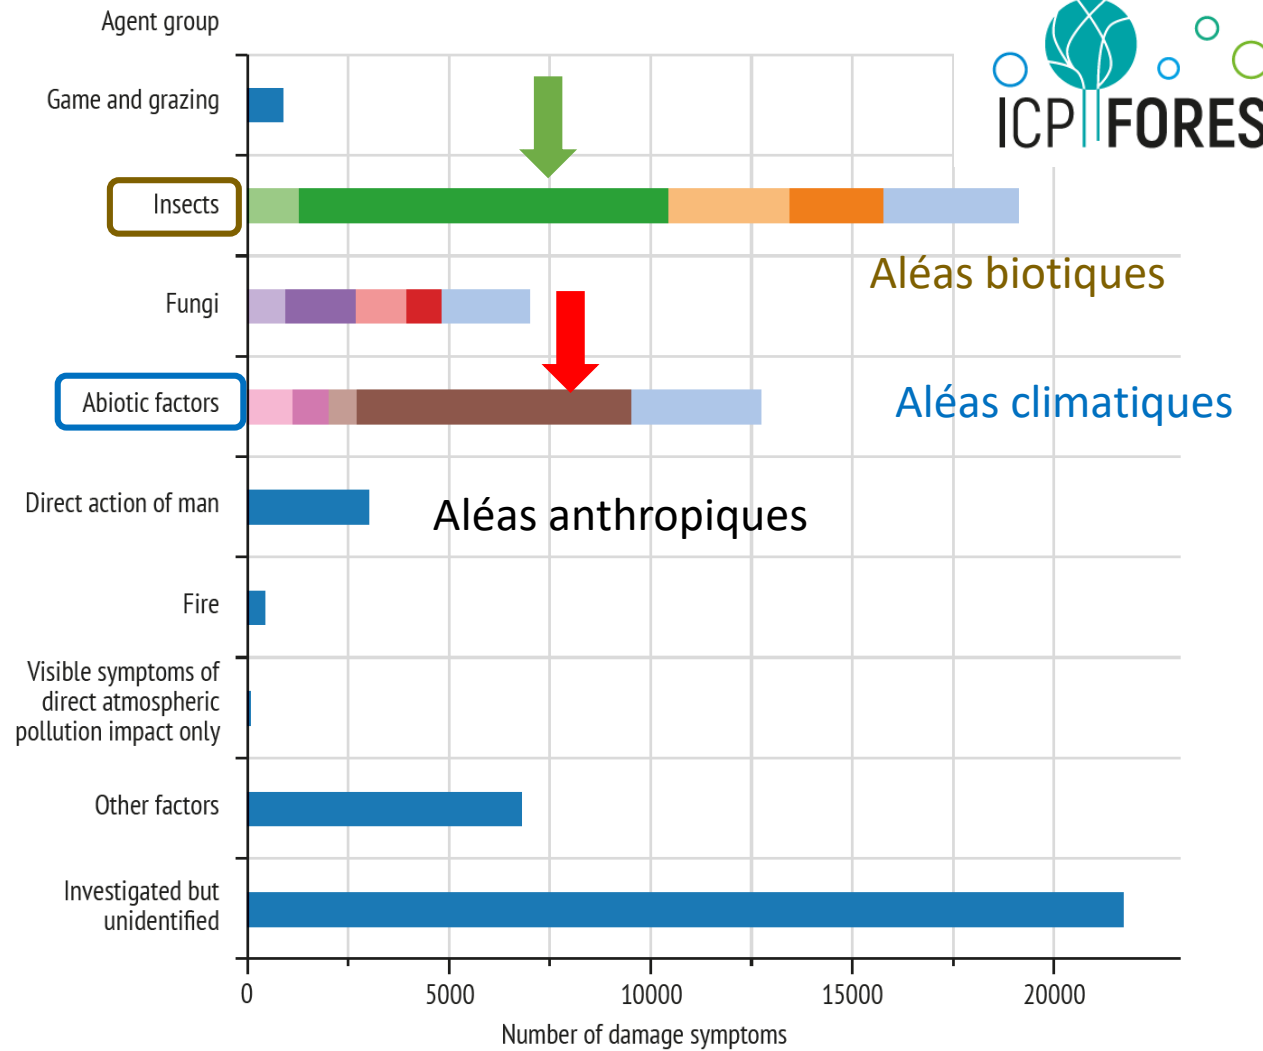 Agent group
ICP FORES
Game and grazing
Insects
Aléas biotiques
Fungi
Abiotic factors
Aléas climatiques
Direct action of man
Aléas anthropiques
Fire
Visible symptoms of
direct atmospheric
pollution impact only
Other factors
Investigated but
unidentified
0 5000 10000 15000 20000
Number of damage symptoms